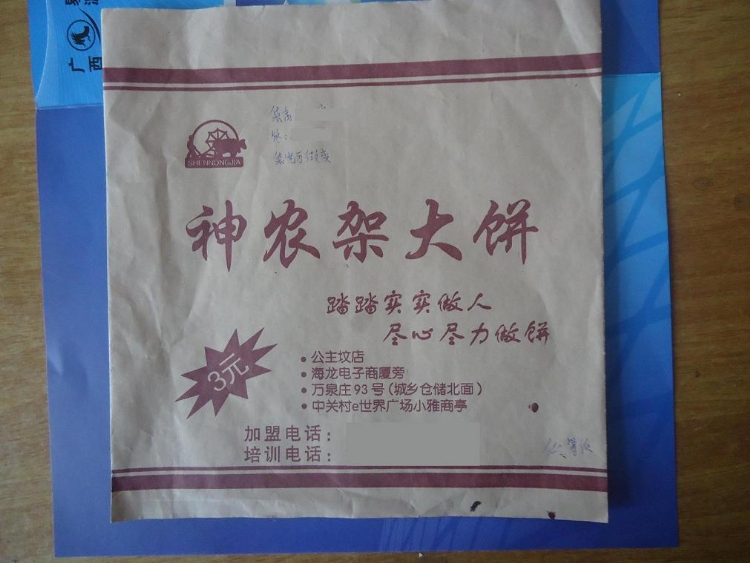 广西
SHENNONGJIA
神农架大饼
踏踏实实做人
尽心尽力做饼
3元
• 公主坟店
• 海龙电子商厦旁
• 万泉庄93号(城乡仓储北面)
• 中关村e世界广场小雅商亭
加盟电话:
培训电话: